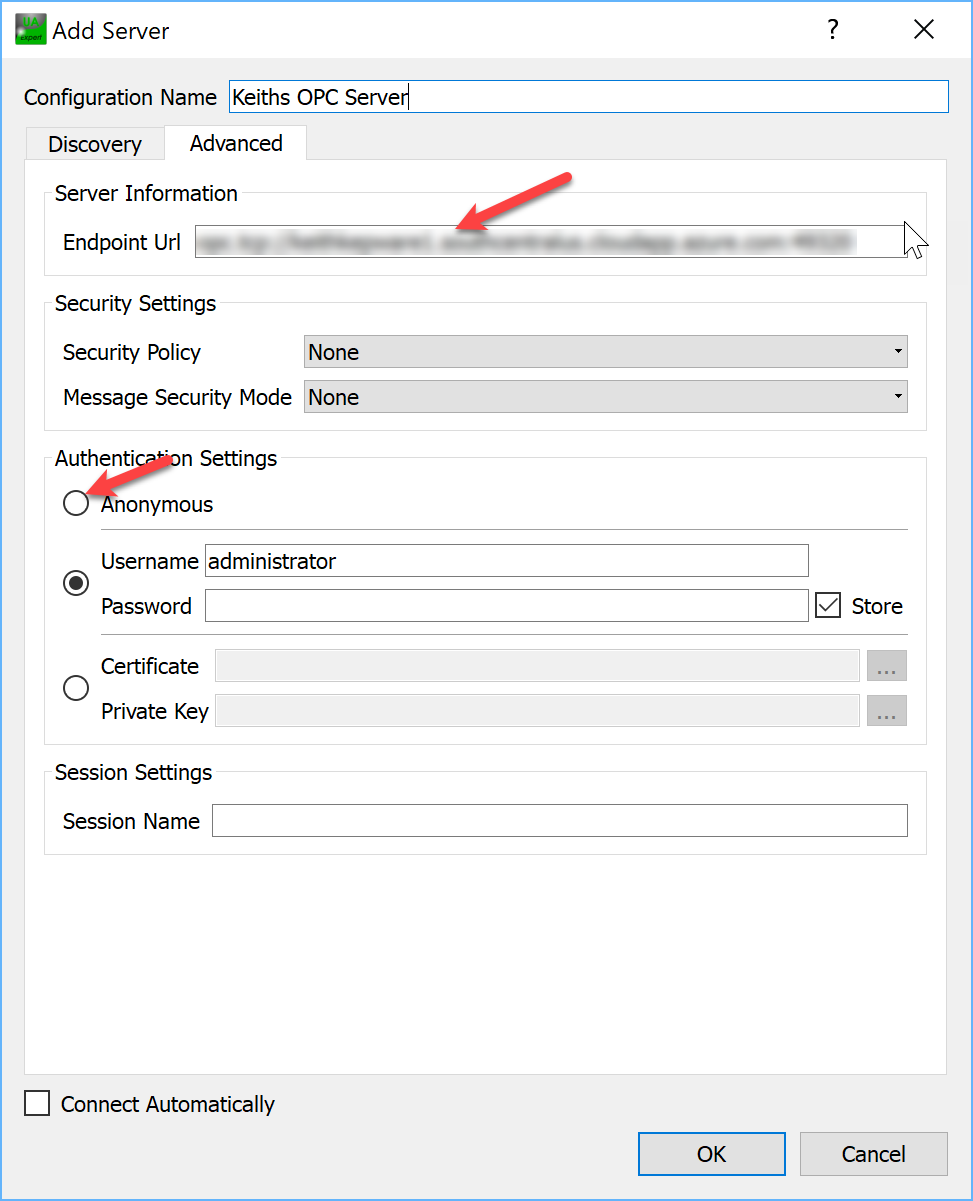 UA
Expert
Add Server
?
Configuration Name Keiths OPC Server
Discovery Advanced
Server Information
Endpoint Url
Security Settings
Security Policy None
Message Security Mode None
Authentication Settings
Anonymous
Username administrator
Password Store
Certificate ...
Private Key ...
Session Settings
Session Name
Connect Automatically
OK Cancel